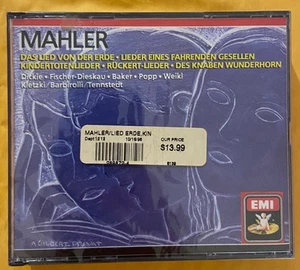 MAHLER
DAS LIED VON DER ERDE • LIEDER EINES FAHRENDEN GESELLEN
KINDERTOTENLIEDER • RÜCKERT-LIEDER • DES KNABEN WUNDERHORN
Dickie • Fischer-Dieskau • Baker • Popp • Weikl
Kletzki/Barbirolli/Tennstedt
MAHLER/LIED ERDE,KIN
OUR PRICE
$13.99
EMI